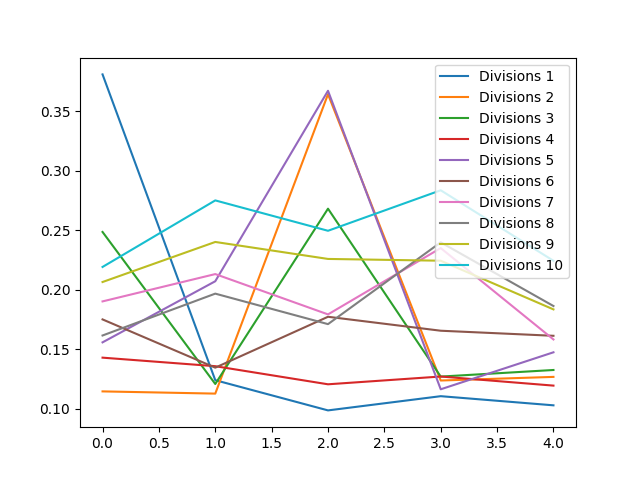 0.35
0.30
0.25
0.20
0.15
0.10
0.0 0.5 1.0 1.5 2.0 2.5 3.0 3.5 4.0
Divisions 1
Divisions 2
Divisions 3
Divisions 4
Divisions 5
Divisions 6
Divisions 7
Divisions 8
Divisions 9
Divisions 10